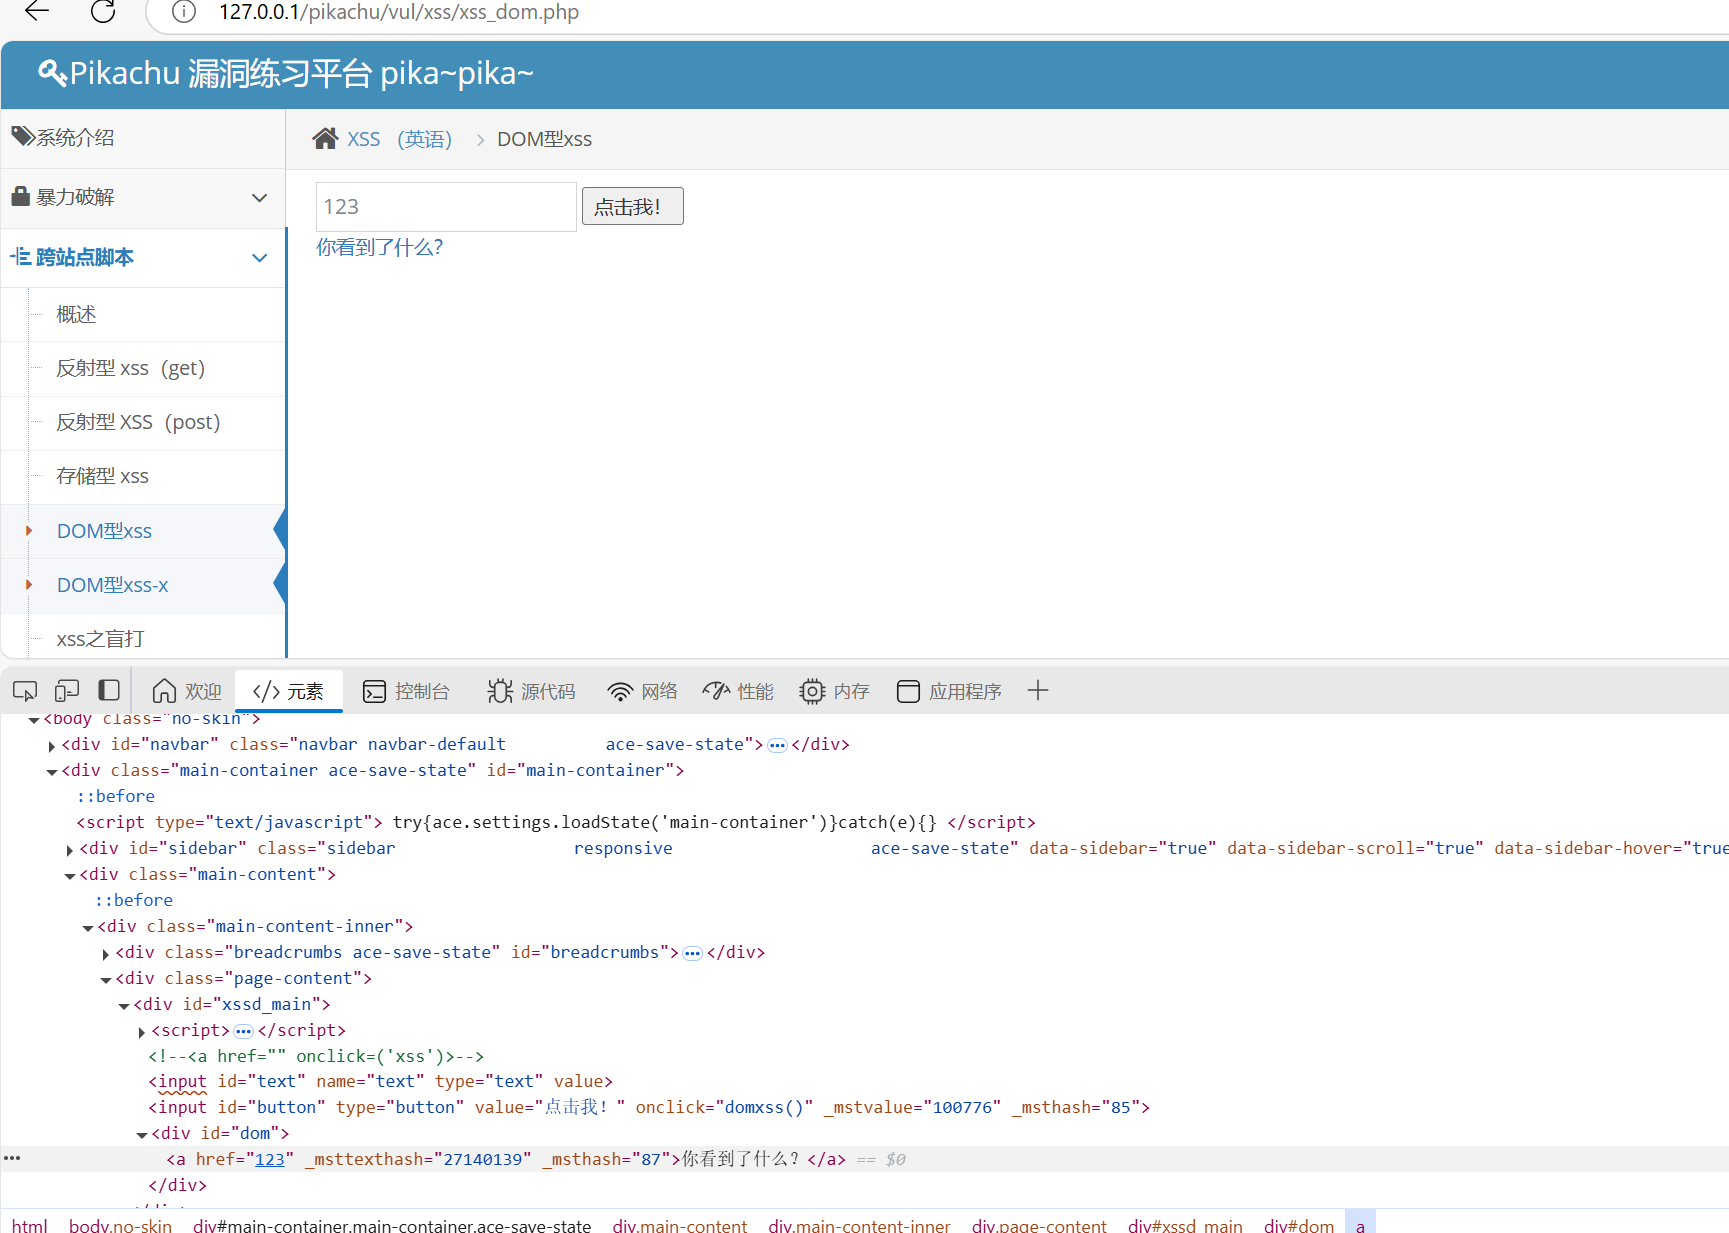 127.0.0.1/pikachu/vul/xss/xss_dom.php
Pikachu 漏洞练习平台 pika~pika~
系统介绍
XSS （英语） > DOM型xss
暴力破解
123 点击我！
你看到了什么?
跨站点脚本
概述
反射型 xss（get）
反射型 XSS（post）
存储型 xss
DOM型xss
DOM型xss-x
xss之盲打
欢迎 </> 元素 控制台 源代码 网络 性能 内存 应用程序 +
<body class="no-skin">
<div id="navbar" class="navbar navbar-default          ace-save-state"> ••• </div>
<div class="main-container ace-save-state" id="main-container">
::before
<script type="text/javascript"> try{ace.settings.loadState('main-container')}catch(e){} </script>
<div id="sidebar" class="sidebar                  responsive                    ace-save-state" data-sidebar="true" data-sidebar-scroll="true" data-sidebar-hover="true
<div class="main-content">
::before
<div class="main-content-inner">
<div class="breadcrumbs ace-save-state" id="breadcrumbs"> ••• </div>
<div class="page-content">
<div id="xssd_main">
<script> ••• </script>
<!--<a href="" onclick=('xss')>-->
<input id="text" name="text" type="text" value>
<input id="button" type="button" value="点击我！" onclick="domxss()" _mstvalue="100776" _msthash="85">
<div id="dom">
••• <a href="123" _msttexthash="27140139" _msthash="87">你看到了什么？</a> == $0
</div>
html body.no-skin div#main-container.main-container.ace-save-state div.main-content div.main-content-inner div.page-content div#xssd_main div#dom a